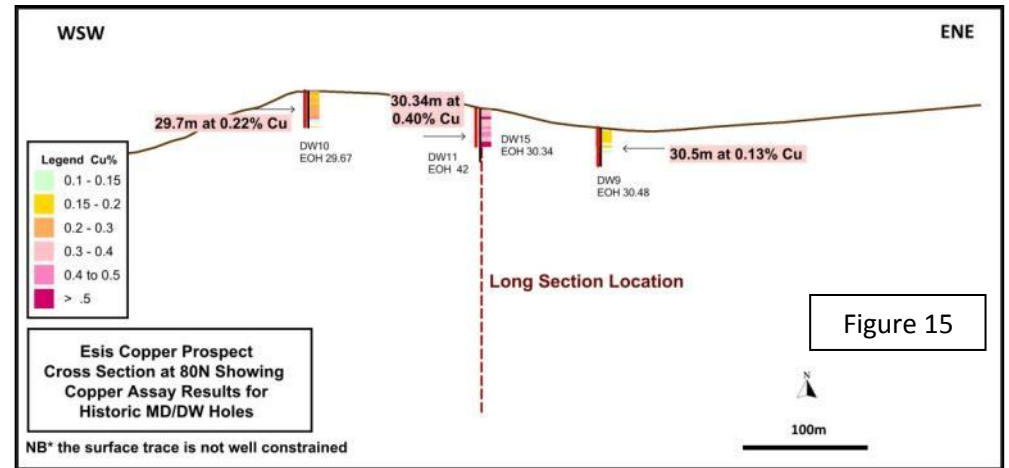 WSW
ENE
29.7m at 0.22% Cu
DW10
EOH 29.67
30.34m at
0.40% Cu
DW11
EOH 42
DW15
EOH 30.34
30.5m at 0.13% Cu
DW9
EOH 30.48
Legend Cu%
0.1 - 0.15
0.15 - 0.2
0.2 - 0.3
0.3 - 0.4
0.4 to 0.5
> .5
Long Section Location
Figure 15
Esis Copper Prospect
Cross Section at 80N Showing
Copper Assay Results for
Historic MD/DW Holes
N
100m
NB* the surface trace is not well constrained